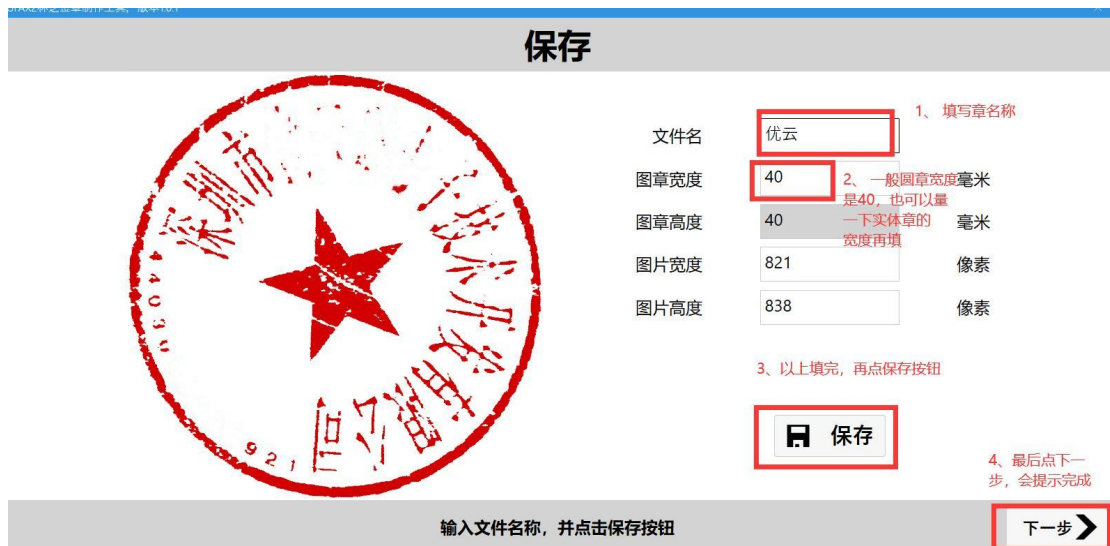 保存
1、 填写章名称
文件名
优云
图章宽度
40
毫米
2、 一般圆章宽度
是40，也可以量
一下实体章的
宽度再填
图章高度
40
毫米
图片宽度
821
像素
图片高度
838
像素
3、以上填完，再点保存按钮
保存
4、最后点下一
步，会提示完成
输入文件名称，并点击保存按钮
下一步
44030
921